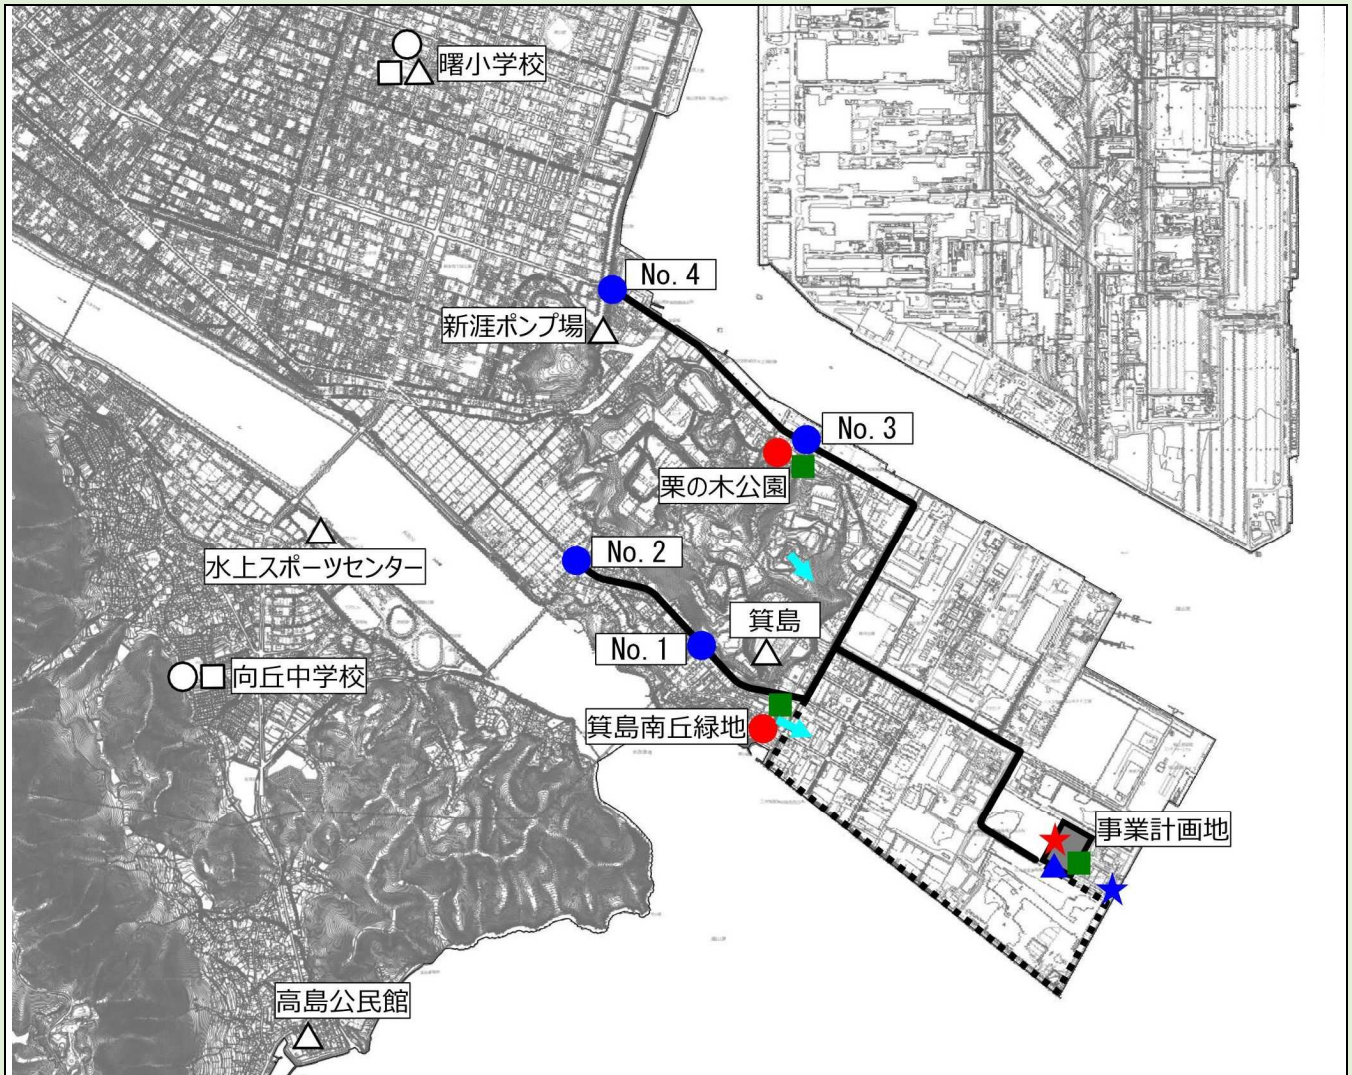 曙小学校
No. 4
新涯ポンプ場
No. 3
栗の木公園
No. 2
水上スポーツセンター
箕島
No. 1
向丘中学校
箕島南丘緑地
事業計画地
高島公民館